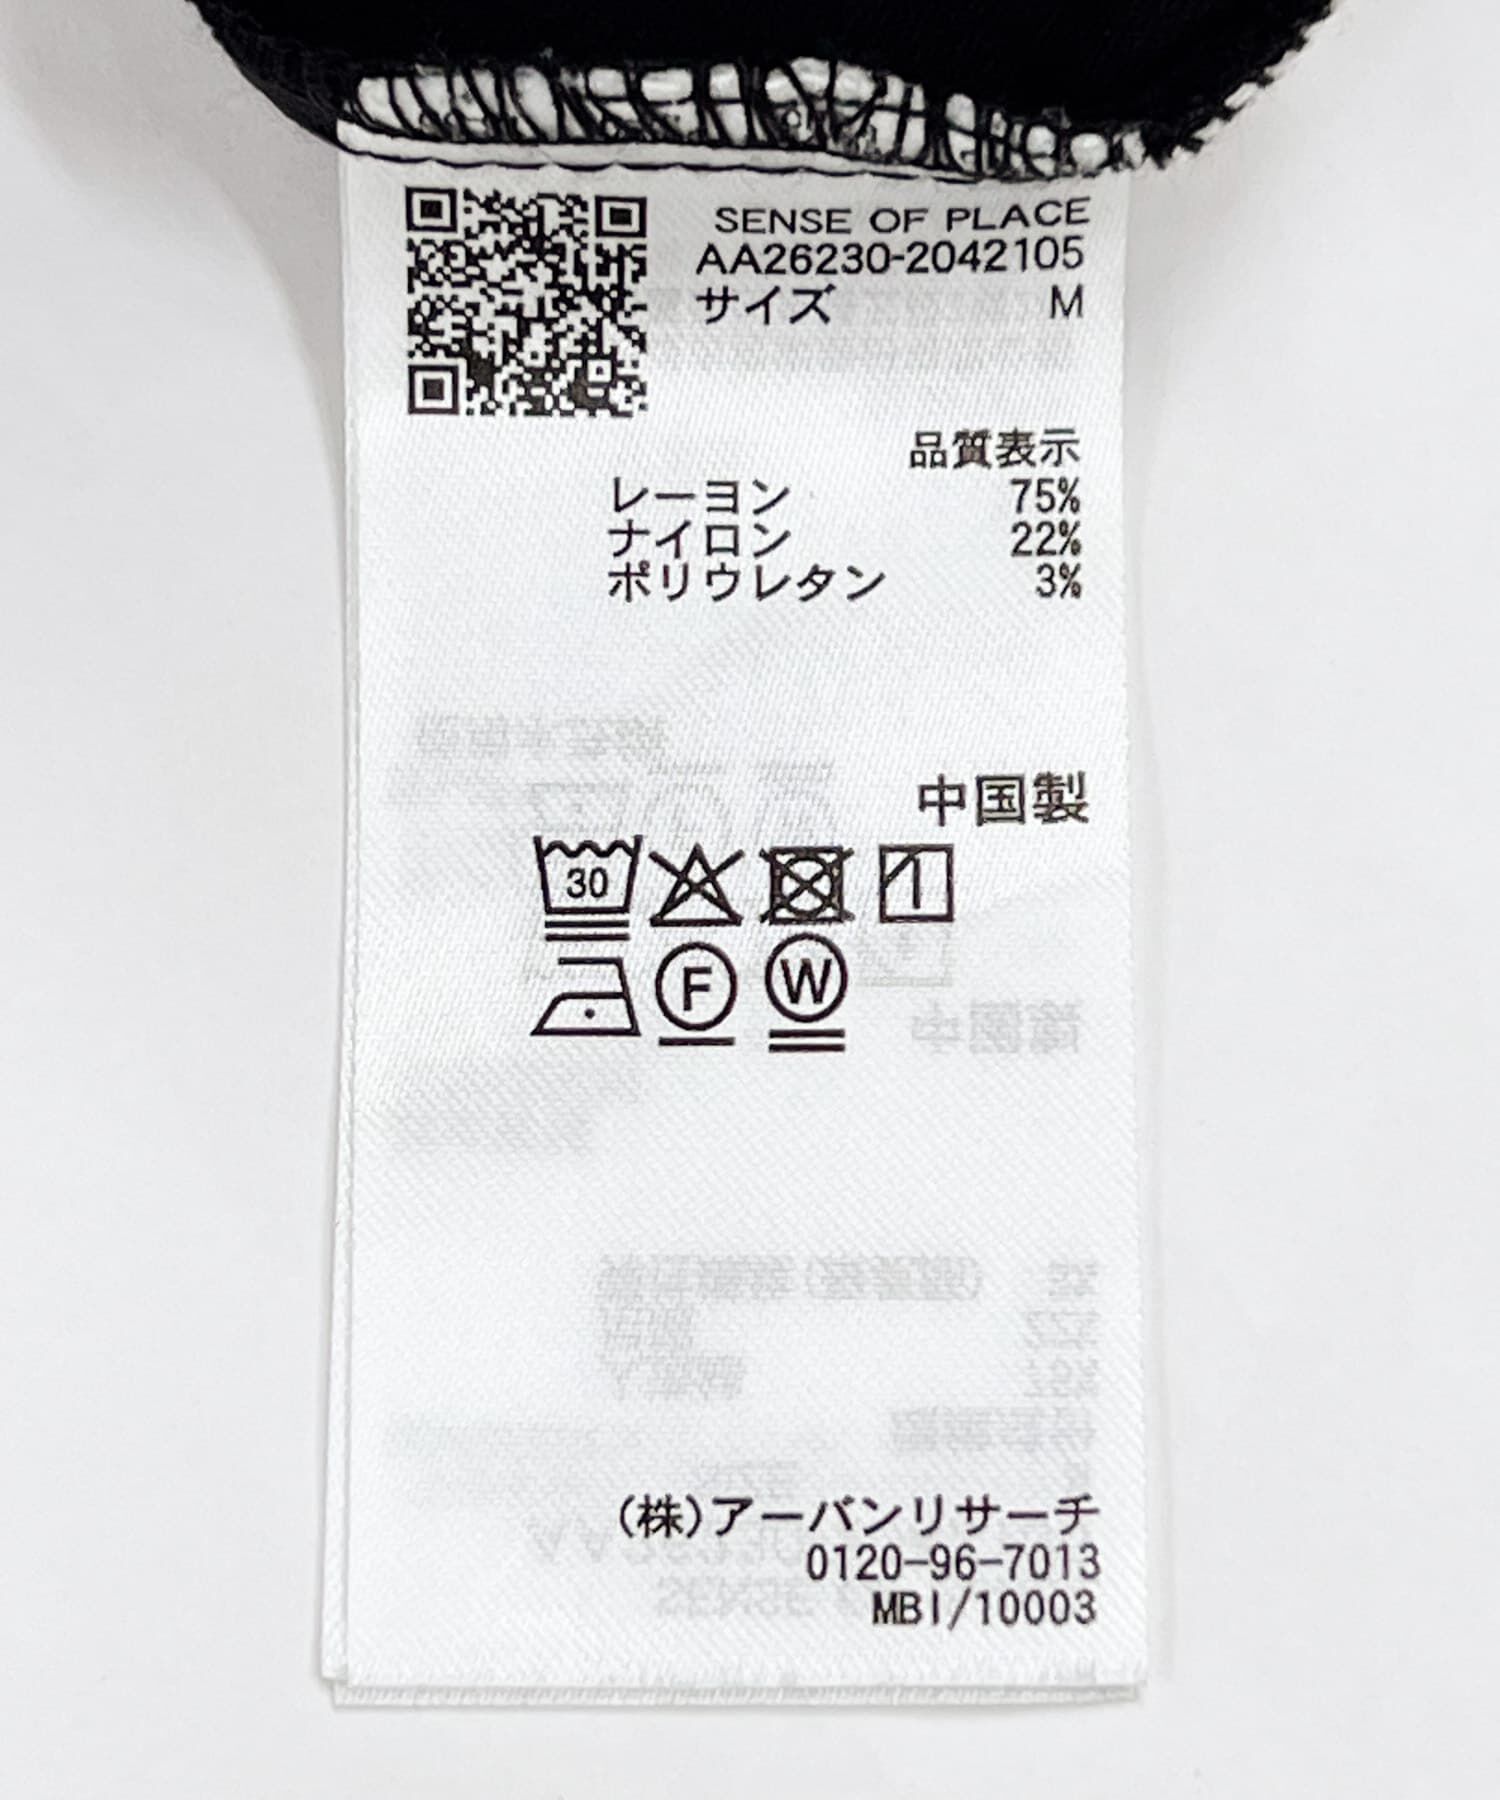 SENSE OF PLACE
AA26230-2042105
サイズ M
品質表示
レーヨン 75%
ナイロン 22%
ポリウレタン 3%
中国製
30
F W
(株)アーバンリサーチ
0120-96-7013
MBI/10003